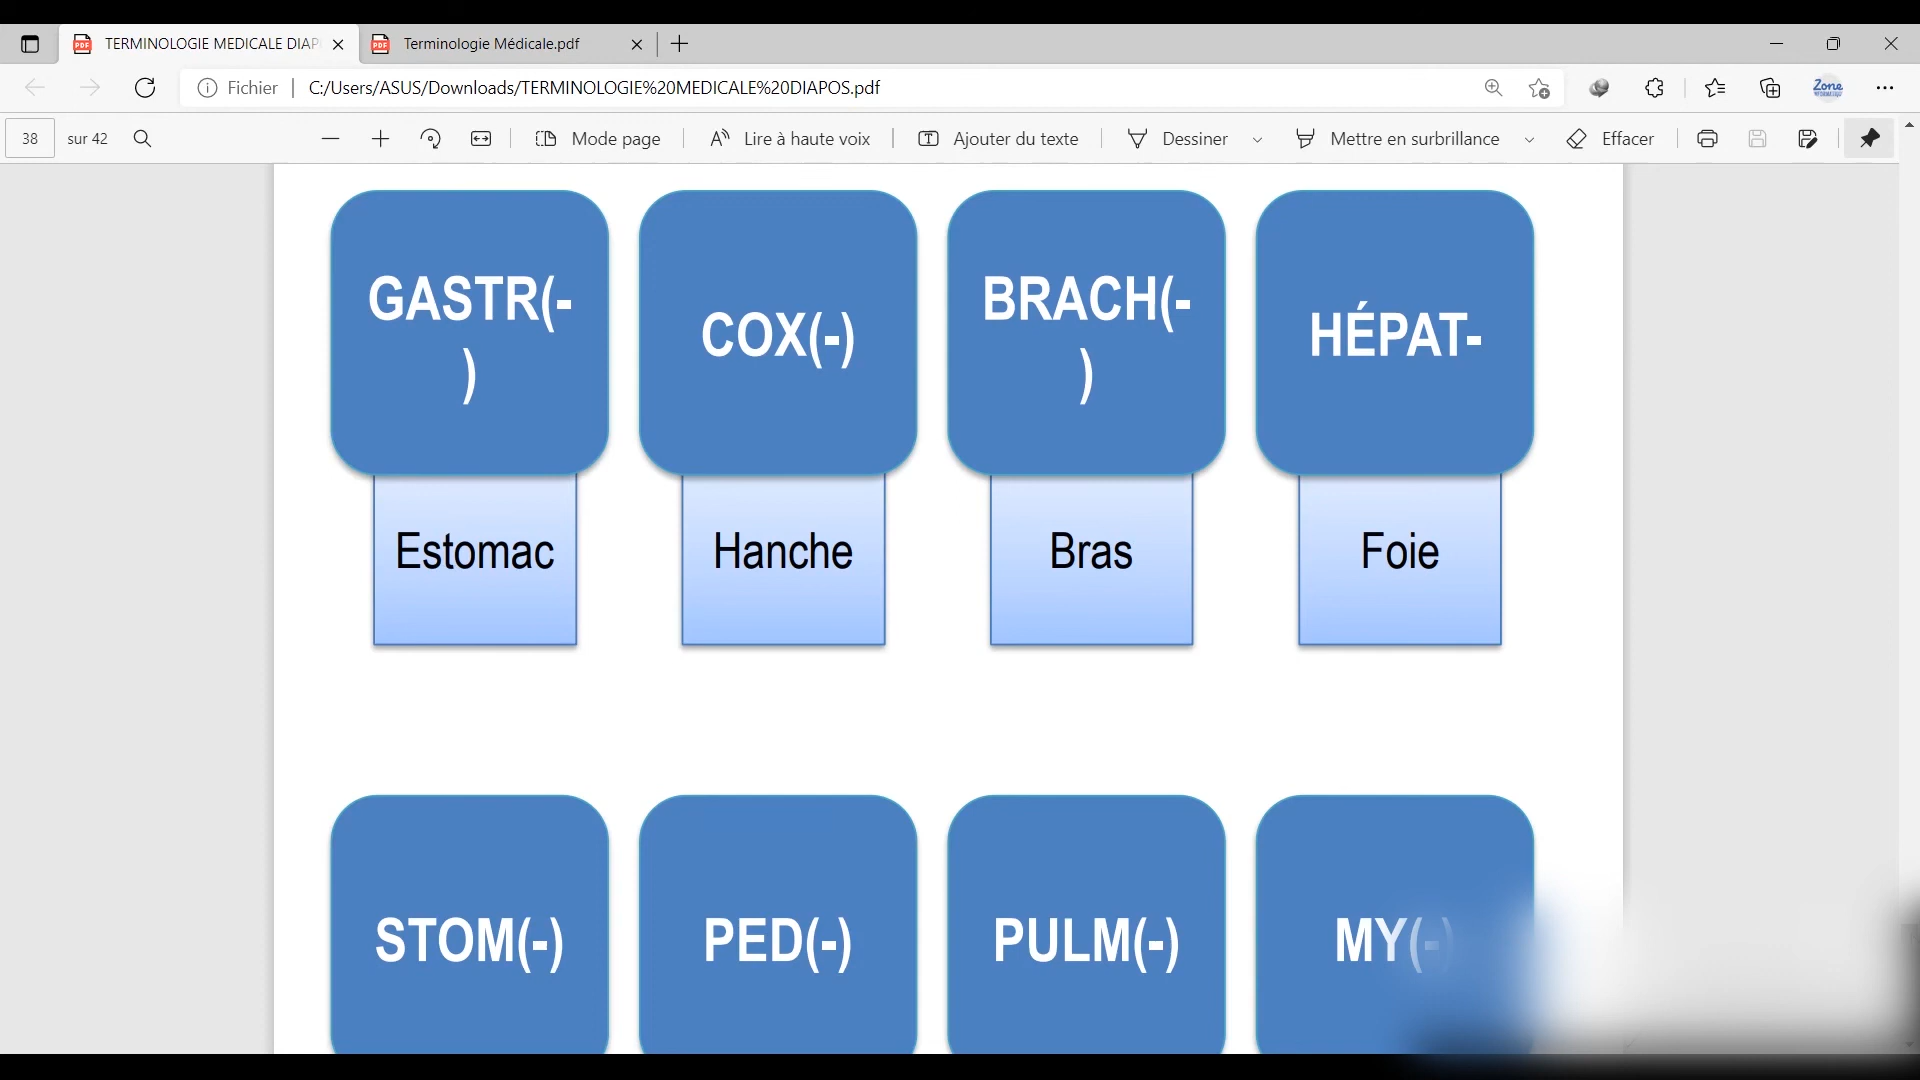 TERMINOLOGIE MEDICALE DIAP
Terminologie Médicale.pdf
Fichier
C:/Users/ASUS/Downloads/TERMINOLOGIE%20MEDICALE%20DIAPOS.pdf
Zone
38 sur 42
Mode page
Lire à haute voix
Ajouter du texte
Dessiner
Mettre en surbrillance
Effacer
GASTR(-
)
COX(-)
BRACH(-
)
HÉPAT-
Estomac
Hanche
Bras
Foie
STOM(-)
PED(-)
PULM(-)
MY(-)